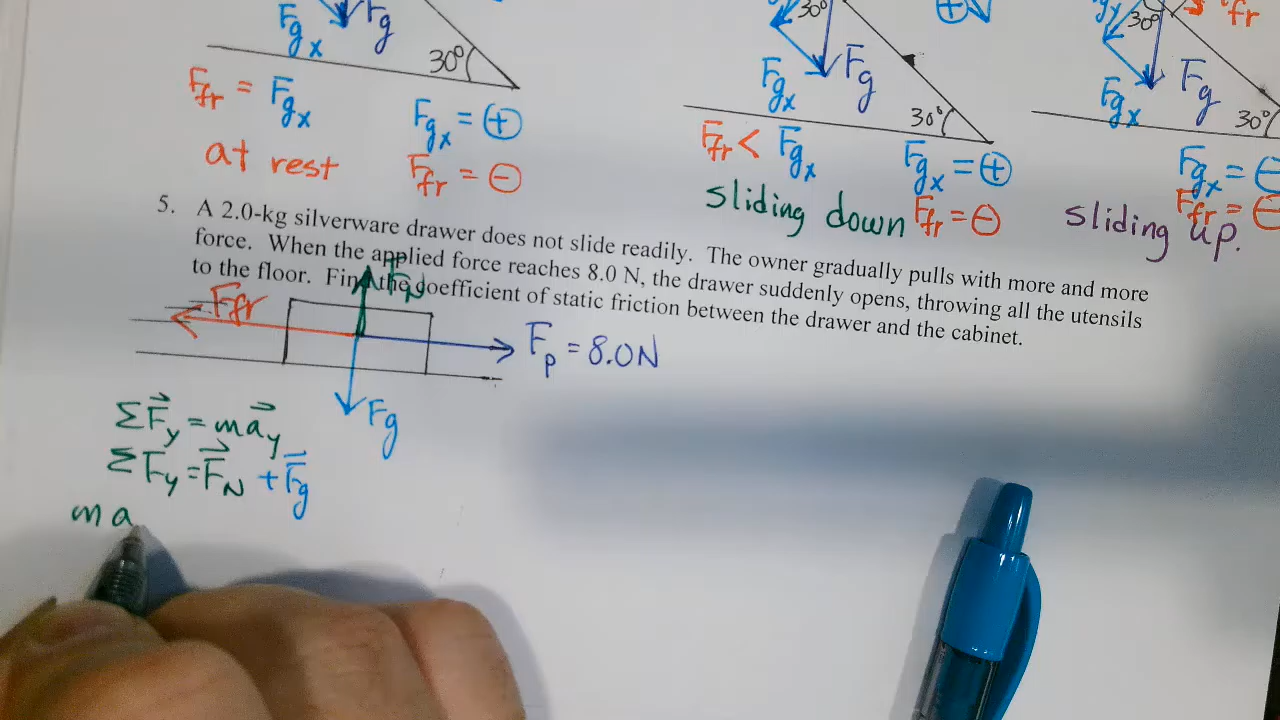 Fgx Fg 30°
Ffr = Fgx Fgx = ⊕
at rest Ffr = ⊖
30° Fgx Fg 30°
Ffr < Fgx Fgx = ⊕
sliding down Ffr = ⊖
gy 30° fr Fgx Fg 30°
Fgx = ⊖
sliding up. Ffr = ⊖
5. A 2.0-kg silverware drawer does not slide readily. The owner gradually pulls with more and more
force. When the applied force reaches 8.0 N, the drawer suddenly opens, throwing all the utensils
to the floor. Find the coefficient of static friction between the drawer and the cabinet.
Ffr FN
Fp = 8.0N
Fg
ΣF⃗y = ma⃗y
ΣFy = F⃗N + F⃗g
ma